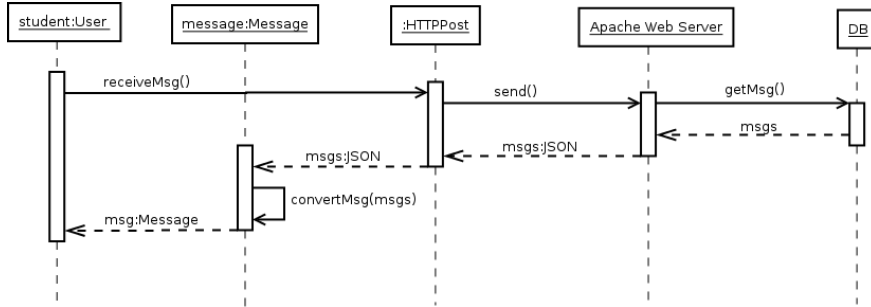 student:User
message:Message
:HTTPPost
Apache Web Server
DB
receiveMsg()
send()
getMsg()
msgs
msgs:JSON
msgs:JSON
convertMsg(msgs)
msg:Message